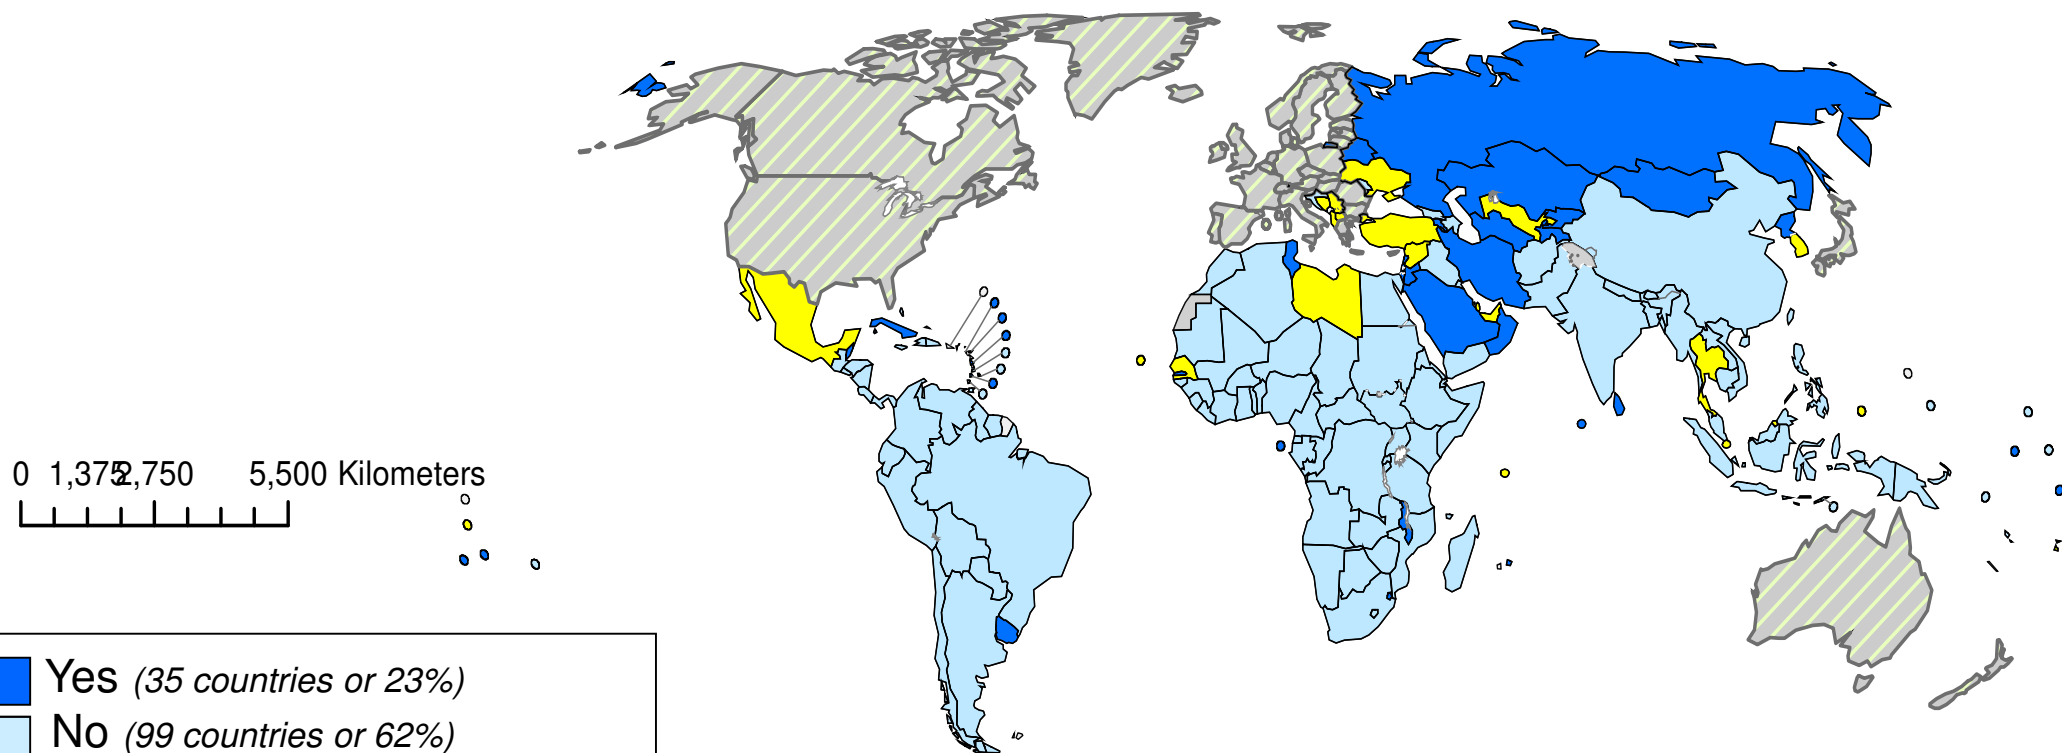 0 1,375 2,750 5,500 Kilometers
Yes (35 countries or 23%)
No (99 countries or 62%)